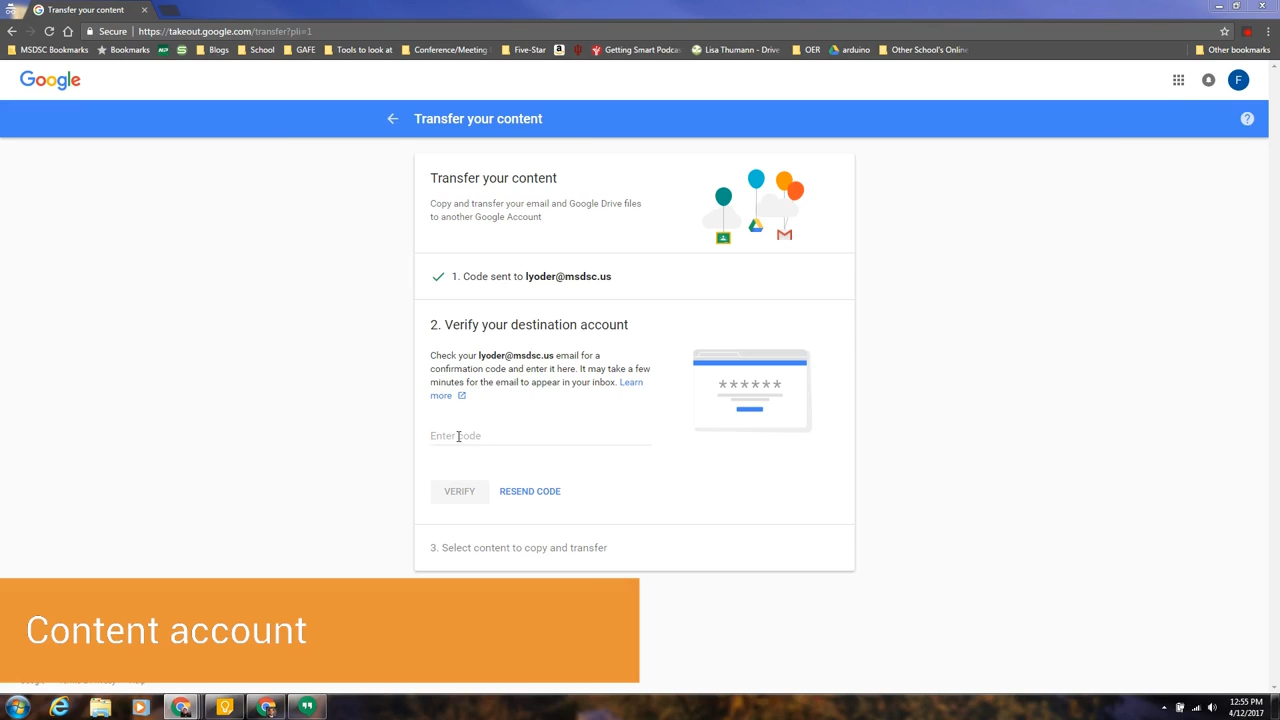 Transfer your content
Secure
https://takeout.google.com/transfer?pli=1
MSDSC Bookmarks
Bookmarks
Blogs
School
GAFE
Tools to look at
Conference/Meeting
Five-Star
Getting Smart Podcas
Lisa Thumann - Drive
OER
arduino
Other School's Onlin
Other bookmarks
Google
F
Transfer your content
?
Transfer your content
Copy and transfer your email and Google Drive files
to another Google Account
1. Code sent to lyoder@msdsc.us
2. Verify your destination account
Check your lyoder@msdsc.us email for a
confirmation code and enter it here. It may take a few
minutes for the email to appear in your inbox. Learn
more
******
Enter code
VERIFY
RESEND CODE
3. Select content to copy and transfer
Content account
12:55 PM
4/12/2017